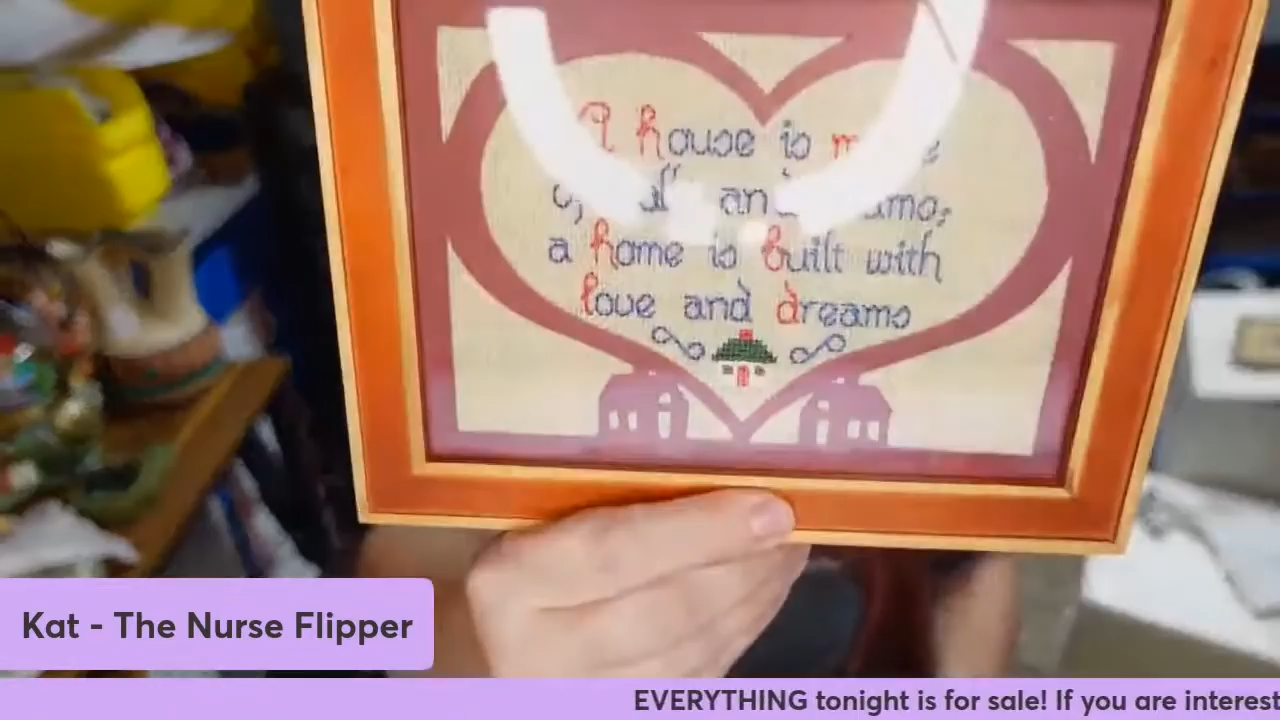 A house is
and
a home is built with
love and dreams
Kat - The Nurse Flipper
EVERYTHING tonight is for sale! If you are interest